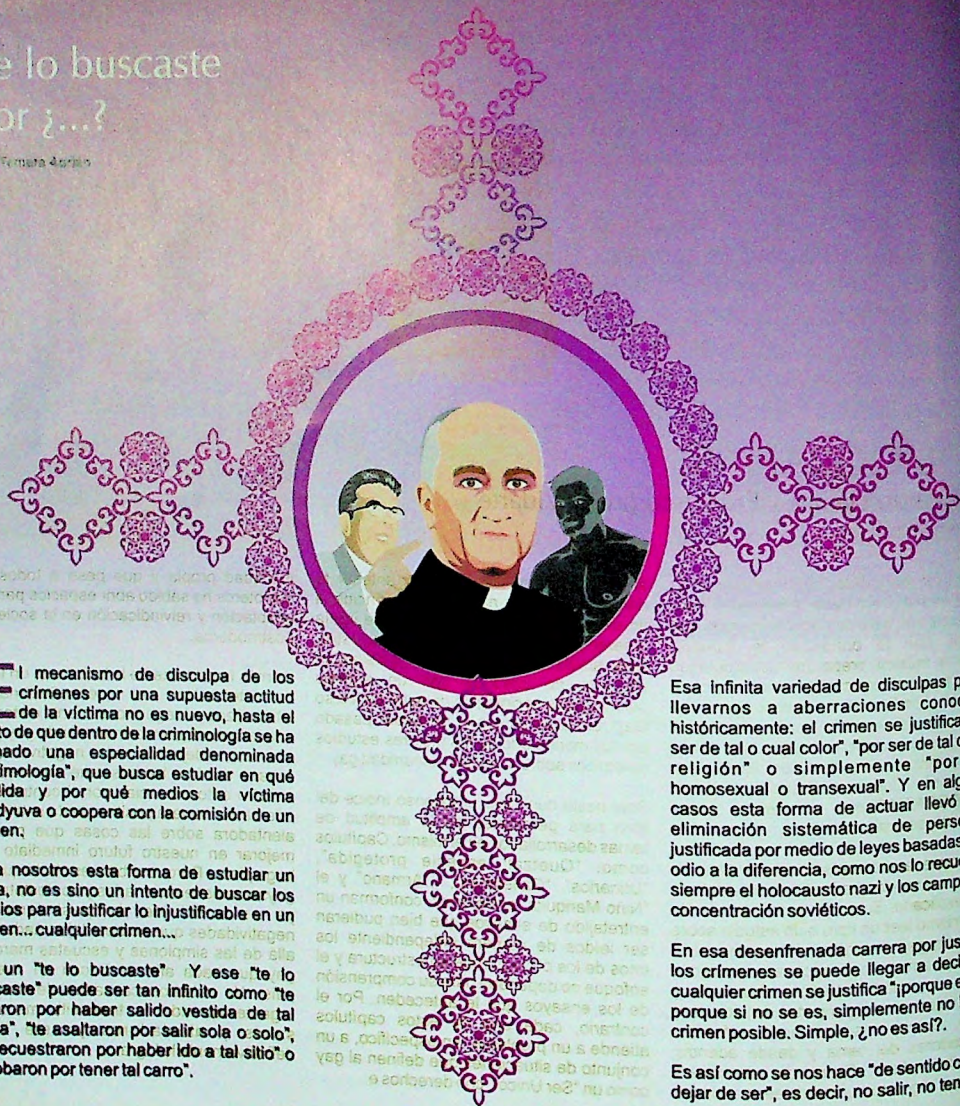 e lo buscaste
or ¿...?
El mecanismo de disculpa de los
crímenes por una supuesta actitud
de la víctima no es nuevo, hasta el
to de que dentro de la criminología se ha
ado una especialidad denominada
imología", que busca estudiar en qué
ida y por qué medios la víctima
dyuva o coopera con la comisión de un
en.
a nosotros esta forma de estudiar un
a, no es sino un intento de buscar los
ios para justificar lo injustificable en un
en... cualquier crimen...
un "te lo buscaste". Y ese "te lo
caste" puede ser tan infinito como "te
aron por haber salido vestida de tal
a", "te asaltaron por salir sola o solo",
ecuestraron por haber ido a tal sitio" o
obaron por tener tal carro".
Esa infinita variedad de disculpas p
llevarnos a aberraciones cono
históricamente: el crimen se justifica
ser de tal o cual color", "por ser de tal o
religión" o simplemente "por
homosexual o transexual". Y en alg
casos esta forma de actuar llevó
eliminación sistemática de pers
justificada por medio de leyes basadas
odio a la diferencia, como nos lo recue
siempre el holocausto nazi y los camp
concentración soviéticos.
En esa desenfrenada carrera por jus
los crímenes se puede llegar a deci
cualquier crimen se justifica "¡porque e
porque si no se es, simplemente no
crimen posible. Simple, ¿no es así?.
Es así como se nos hace "de sentido c
dejar de ser", es decir, no salir, no ten